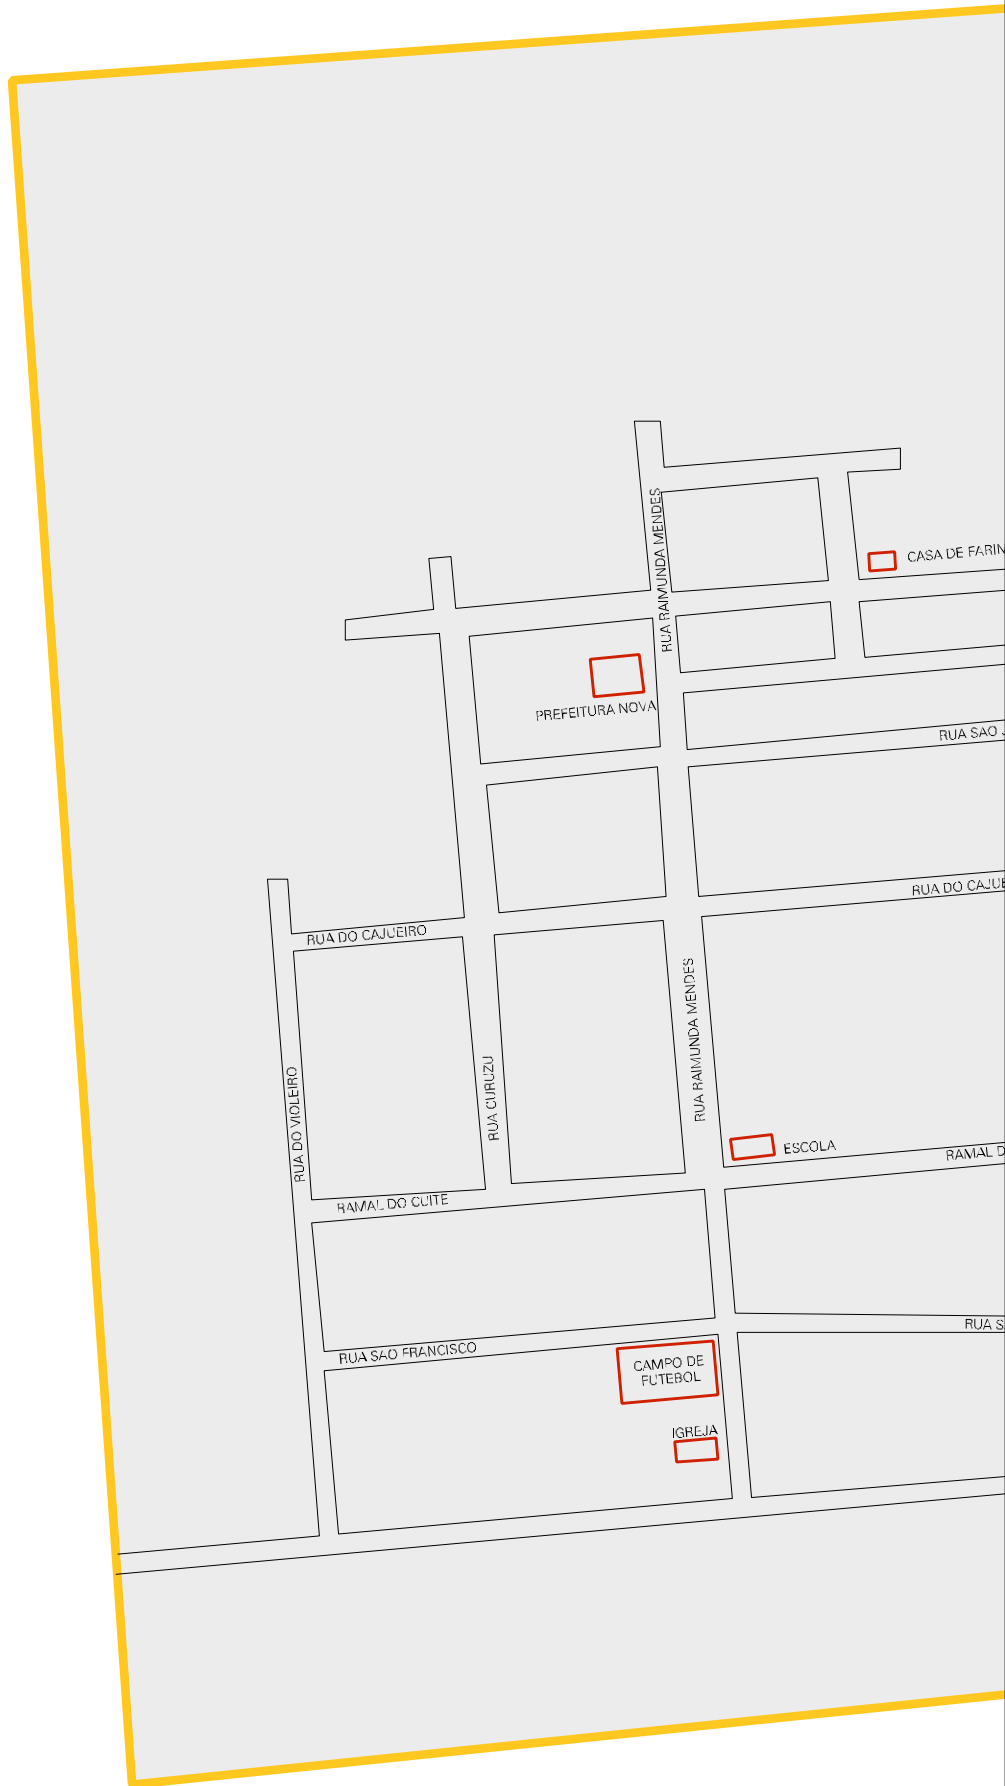 RUA RAIMUNDA MENDES
CASA DE FARIN
PREFEITURA NOVA
RUA SAO J
RUA DO CAJUE
RUA DO CAJUEIRO
RUA RAIMUNDA MENDES
RUA CURUZU
RUA DO VIOLEIRO
ESCOLA
RAMAL D
RAMAL DO CUITE
RUA S
RUA SAO FRANCISCO
CAMPO DE
FUTEBOL
IGREJA